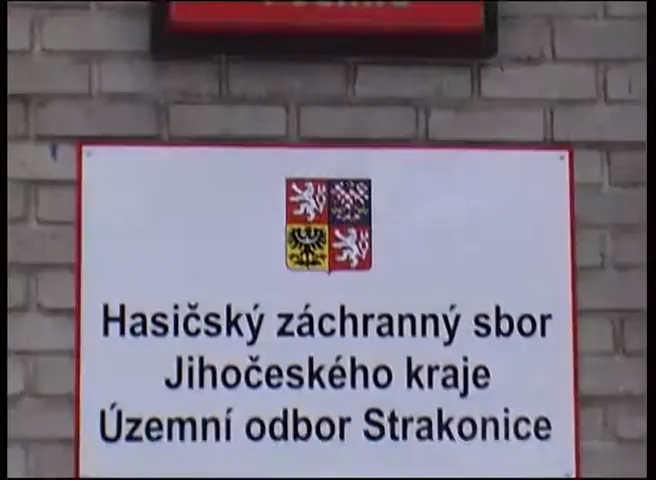 Hasičský záchranný sbor
Jihočeského kraje
Územní odbor Strakonice